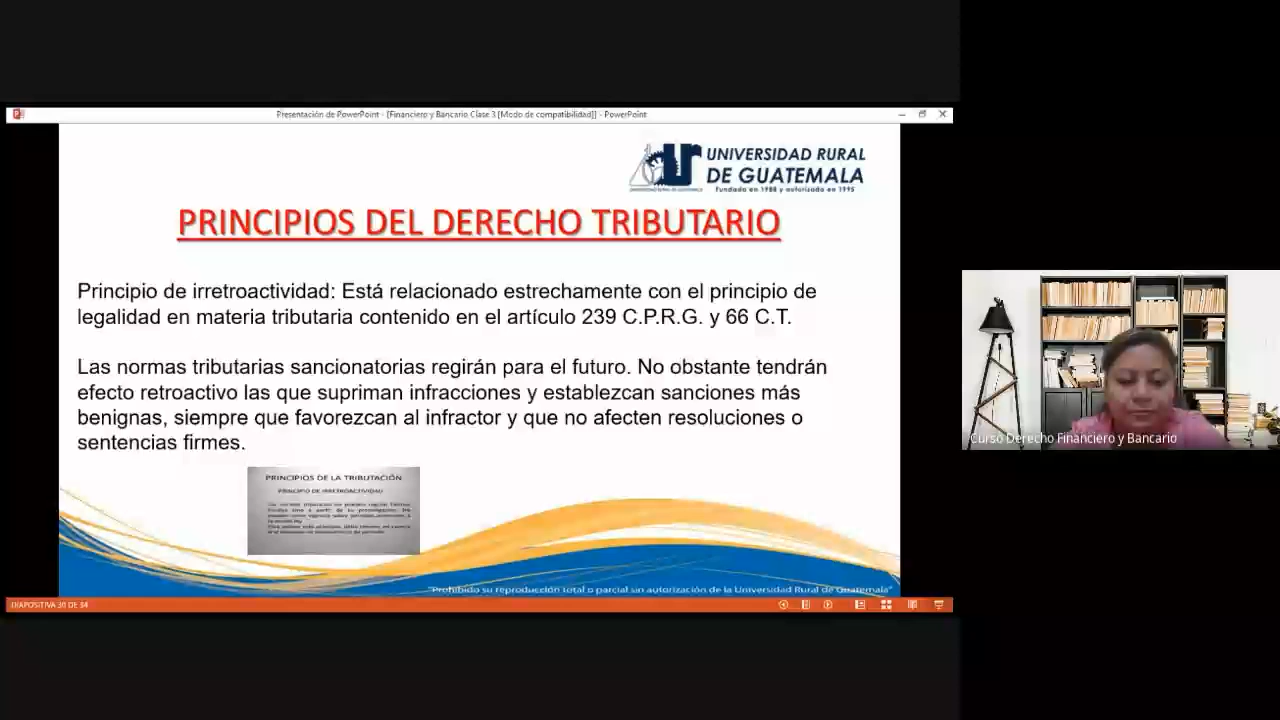 Presentación de PowerPoint - [Financiero y Bancario Clase 3 [Modo de compatibilidad]] - PowerPoint
UNIVERSIDAD RURAL
DE GUATEMALA
Fundada en 1988 y autorizada en 1995
PRINCIPIOS DEL DERECHO TRIBUTARIO
Principio de irretroactividad: Está relacionado estrechamente con el principio de
legalidad en materia tributaria contenido en el artículo 239 C.P.R.G. y 66 C.T.
Las normas tributarias sancionatorias regirán para el futuro. No obstante tendrán
efecto retroactivo las que supriman infracciones y establezcan sanciones más
benignas, siempre que favorezcan al infractor y que no afecten resoluciones o
sentencias firmes.
PRINCIPIOS DE LA TRIBUTACIÓN
PRINCIPIO DE IRRETROACTIVIDAD
"Prohibido su reproducción total o parcial sin autorización de la Universidad Rural de Guatemala"
DIAPOSITIVA 30 DE 34
Curso Derecho Financiero y Bancario